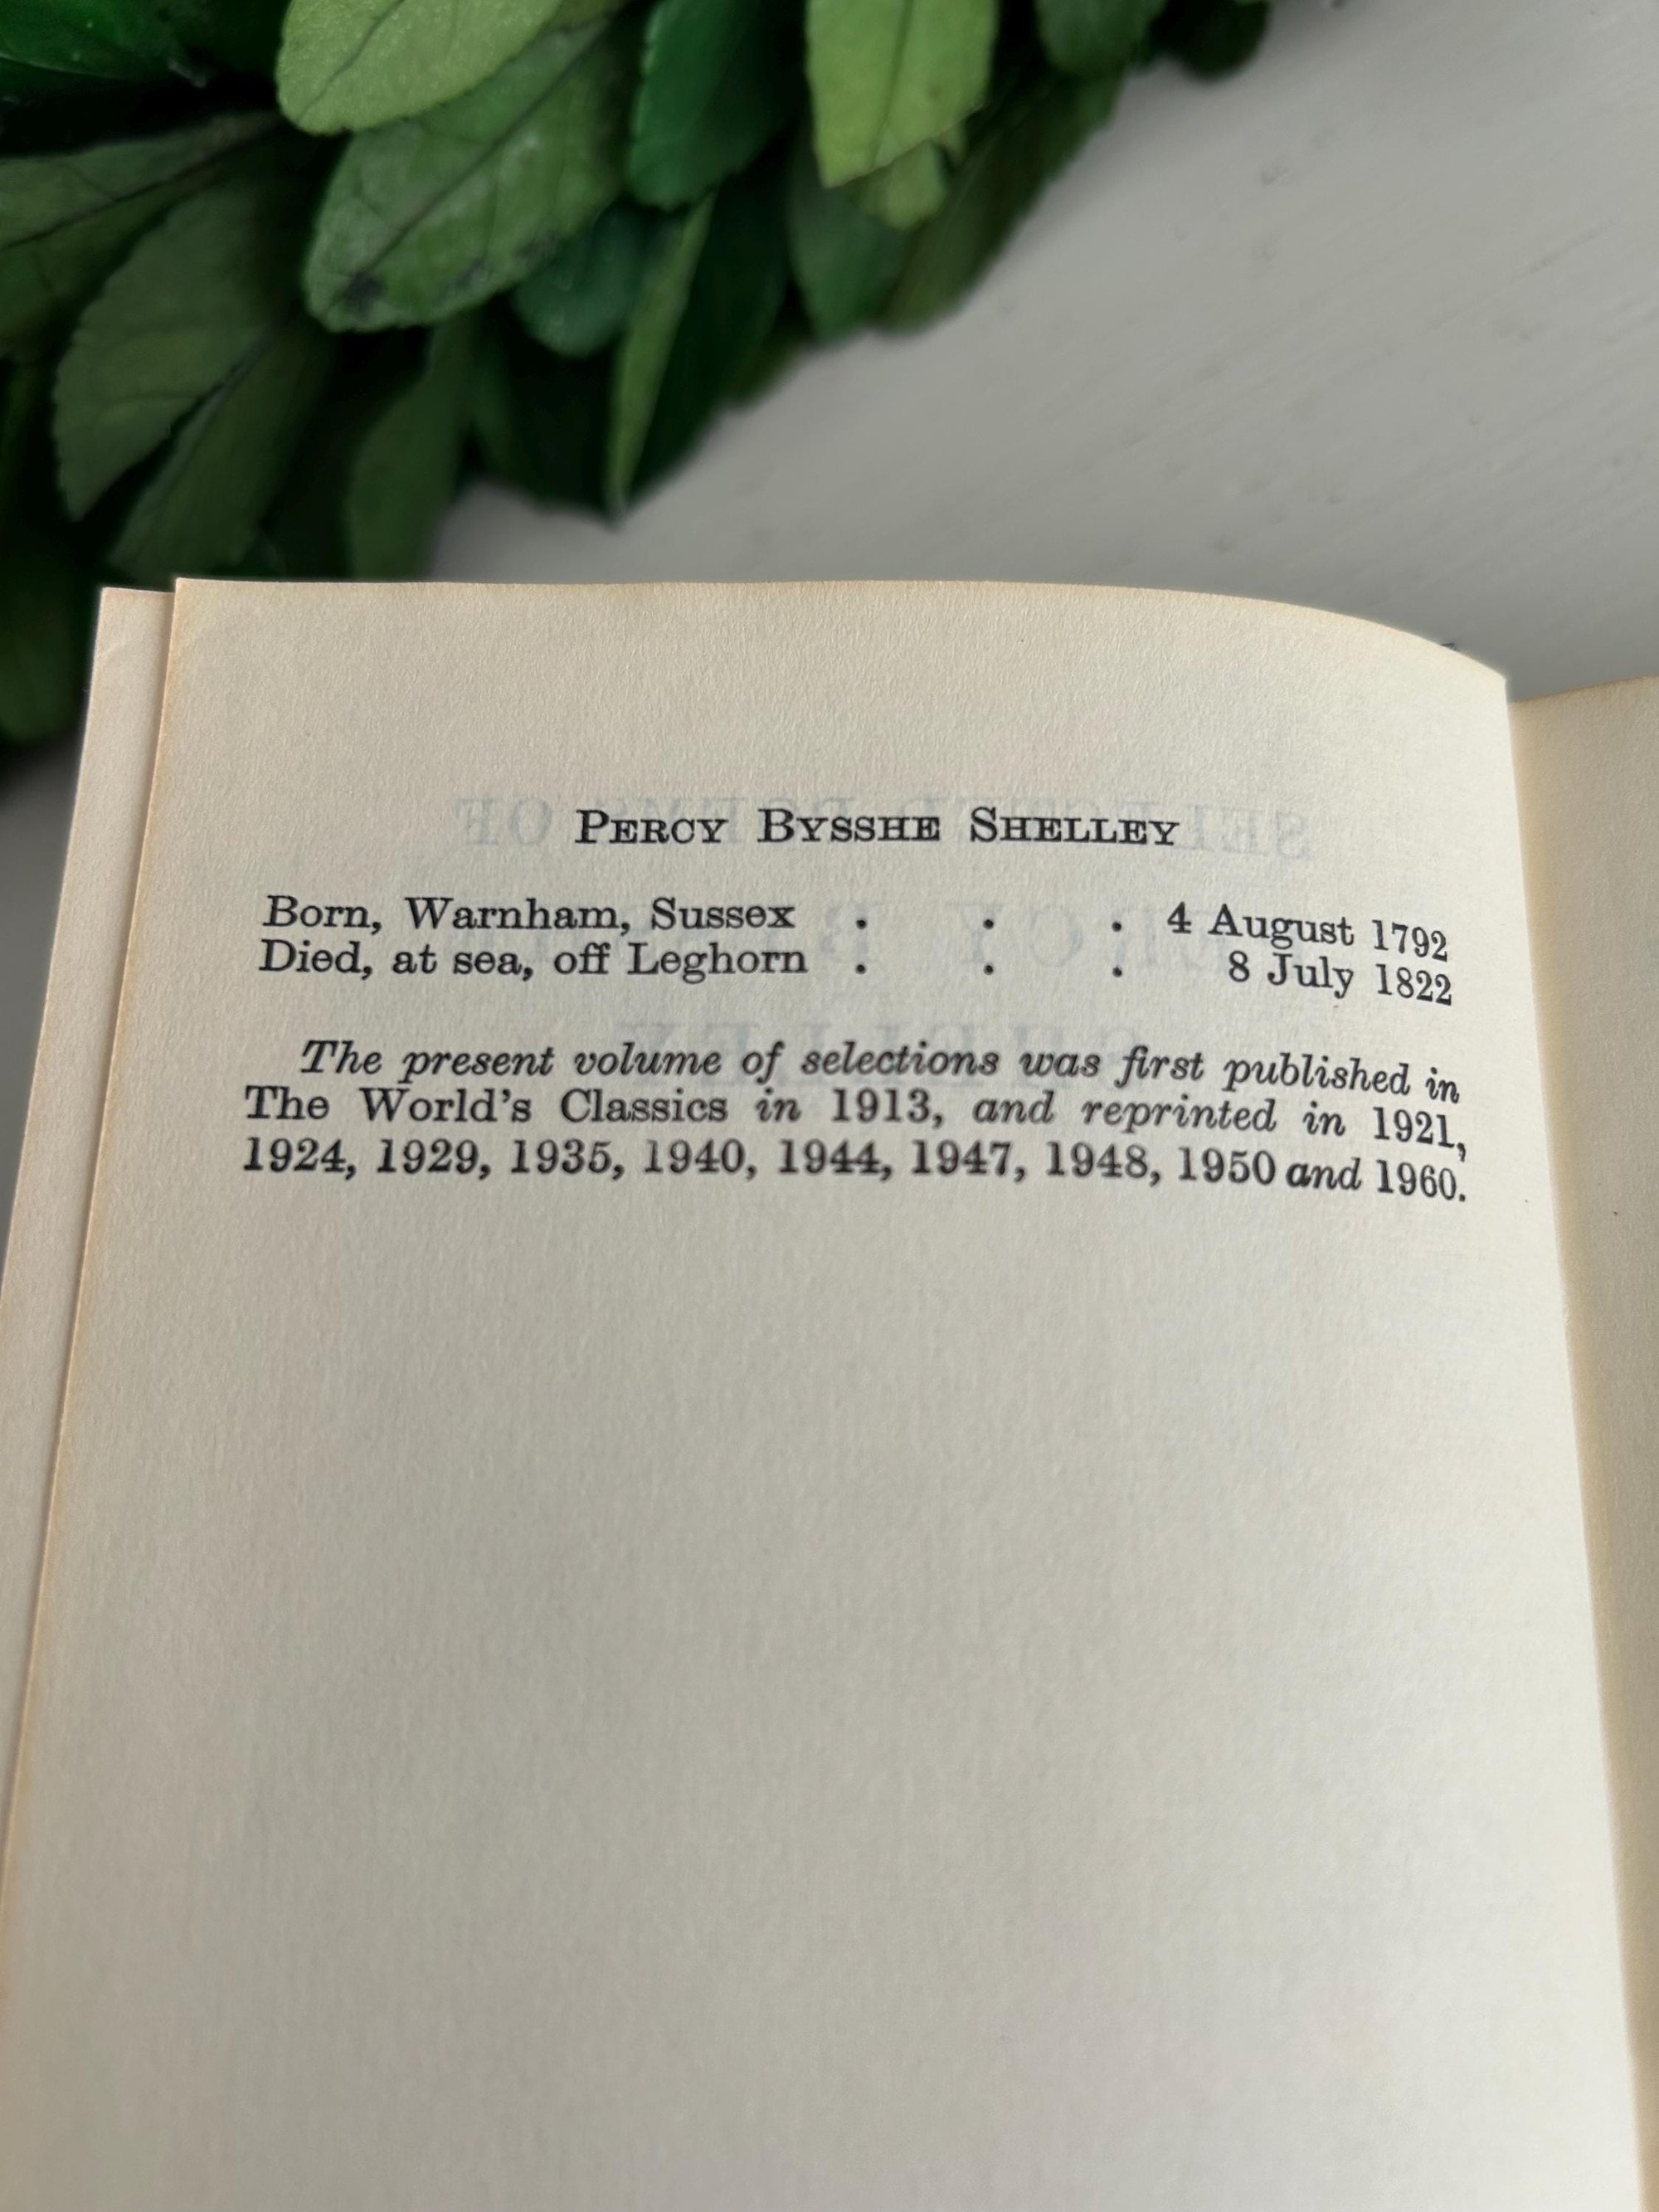 PERCY BYSSHE SHELLEY
Born, Warnham, Sussex . . . 4 August 1792
Died, at sea, off Leghorn . . . 8 July 1822
The present volume of selections was first published in
The World's Classics in 1913, and reprinted in 1921,
1924, 1929, 1935, 1940, 1944, 1947, 1948, 1950 and 1960.